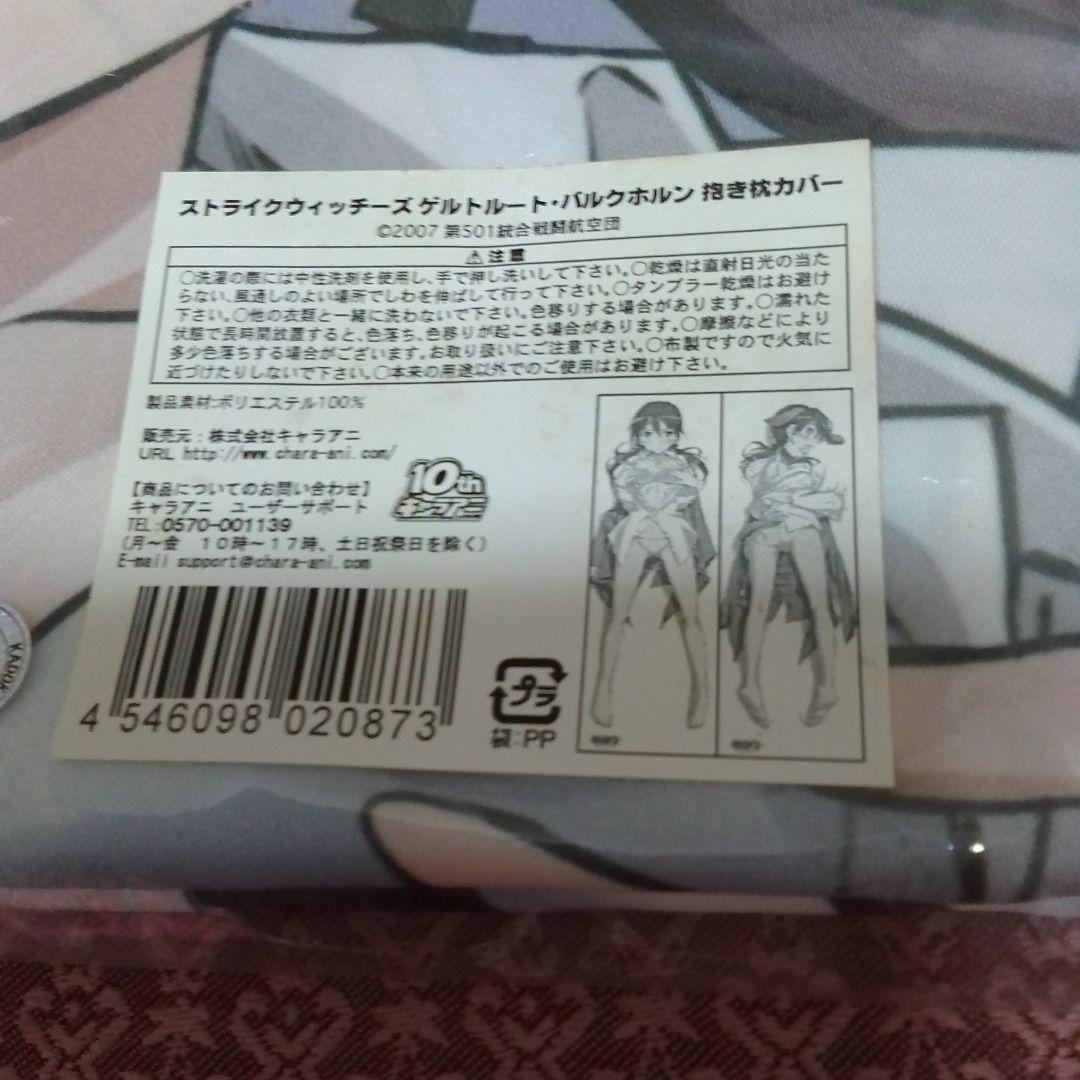 ストライクウィッチーズ ゲルトルート・バルクホルン 抱き枕カバー
©2007 第501統合戦闘航空団
⚠注意
○洗濯の際には中性洗剤を使用し、手で押し洗いして下さい。○乾燥は直射日光の当た
らない、風通しのよい場所でしわを伸ばして行って下さい。○タンブラー乾燥はお避け
下さい。○他の衣類と一緒に洗わないで下さい。色移りする場合があります。○濡れた
状態で長時間放置すると、色落ち、色移りが起こる場合があります。○摩擦などにより
多少色落ちする場合がございます。お取り扱いにご注意下さい。○布製ですので火気に
近づけたりしないで下さい。○本来の用途以外でのご使用はお避け下さい。
製品素材:ポリエステル100%
販売元：株式会社キャラアニ
URL http://www.chara-ani.com/
10th
キャラアニ
【商品についてのお問い合わせ】
キャラアニ ユーザーサポート
TEL:0570-001139
(月～金 10時～17時、土日祝祭日を除く)
E-mail support@chara-ani.com
4 546098 020873
プラ
袋:PP